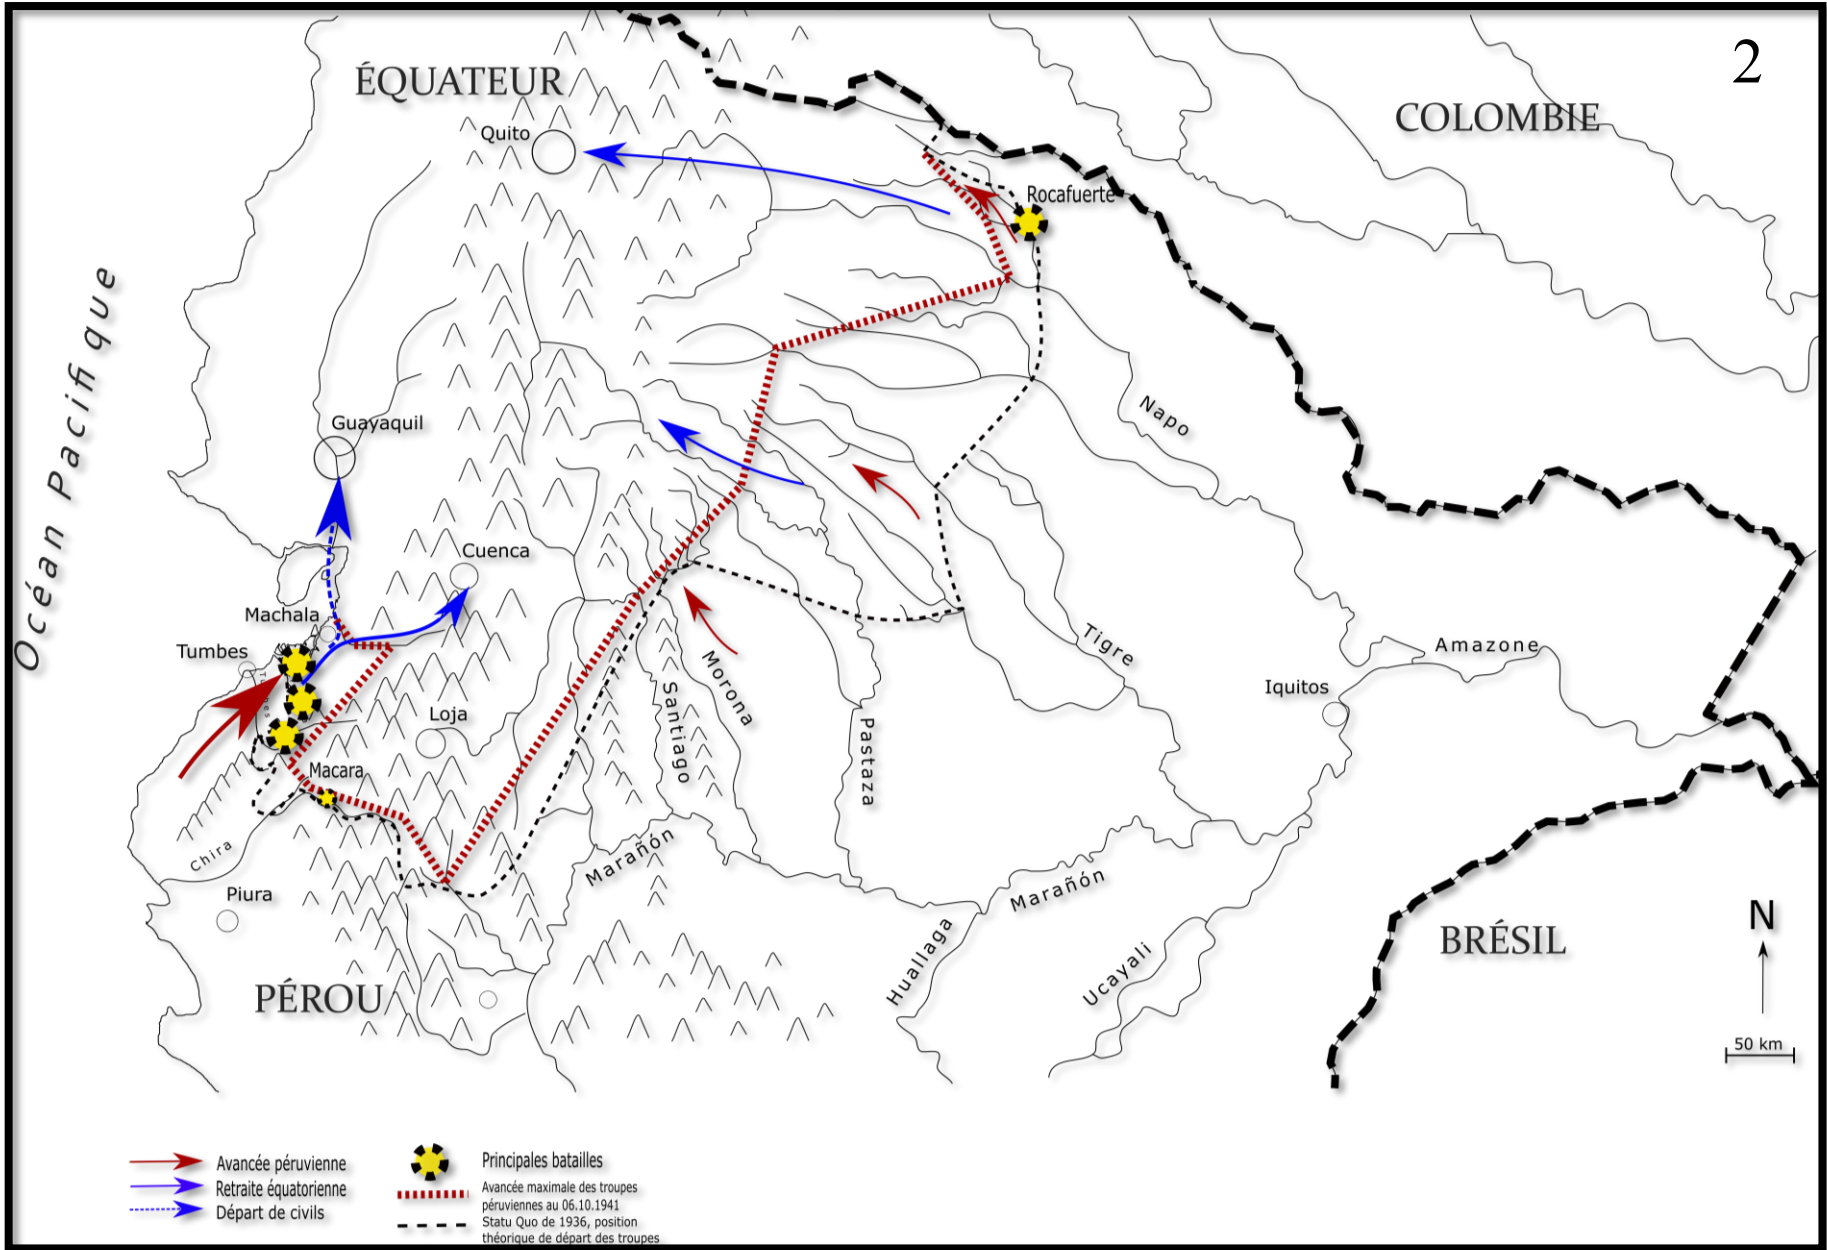 2
ÉQUATEUR
COLOMBIE
Quito
Rocafuerte
Océan Pacifique
Napo
Guayaquil
Cuenca
Machala
Tumbes
Tumbes
Tigre
Amazone
Morona
Iquitos
Santiago
Loja
Pastaza
Macara
Chira
Marañón
Marañón
Piura
Huallaga
Ucayali
N
BRÉSIL
PÉROU
50 km
Avancée péruvienne
Retraite équatorienne
Départ de civils
Principales batailles
Avancée maximale des troupes
péruviennes au 06.10.1941
Statu Quo de 1936, position
théorique de départ des troupes